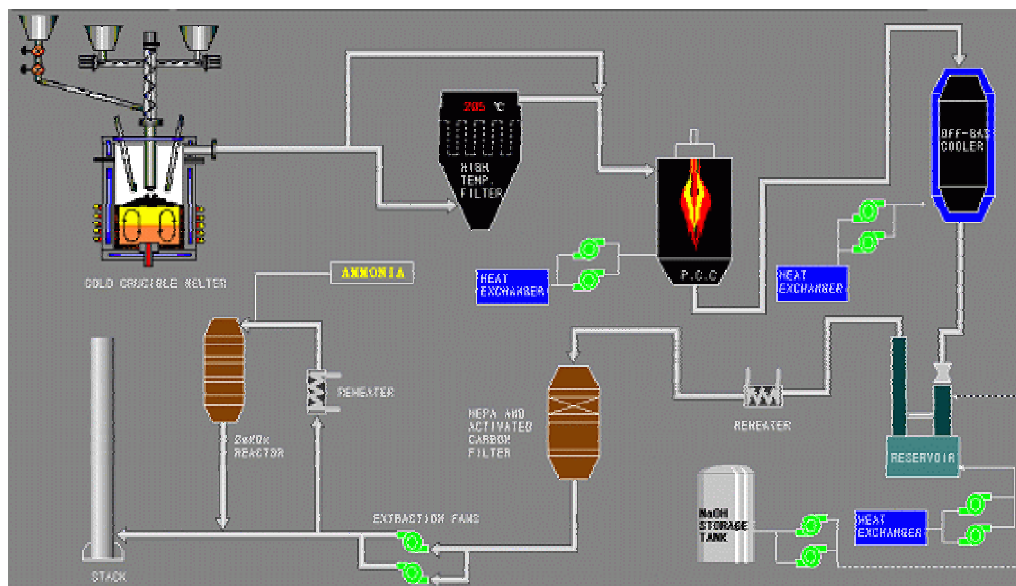 205 ℃
HIGH
TEMP.
FILTER
OFF-GAS
COOLER
P.C.C
HEAT
EXCHANGER
HEAT
EXCHANGER
COLD CRUCIBLE MELTER
AMMONIA
REHEATER
DeNOx
REACTOR
HEPA AND
ACTIVATED
CARBON
FILTER
REHEATER
RESERVOIR
NaOH
STORAGE
TANK
HEAT
EXCHANGER
EXTRACTION FANS
STACK